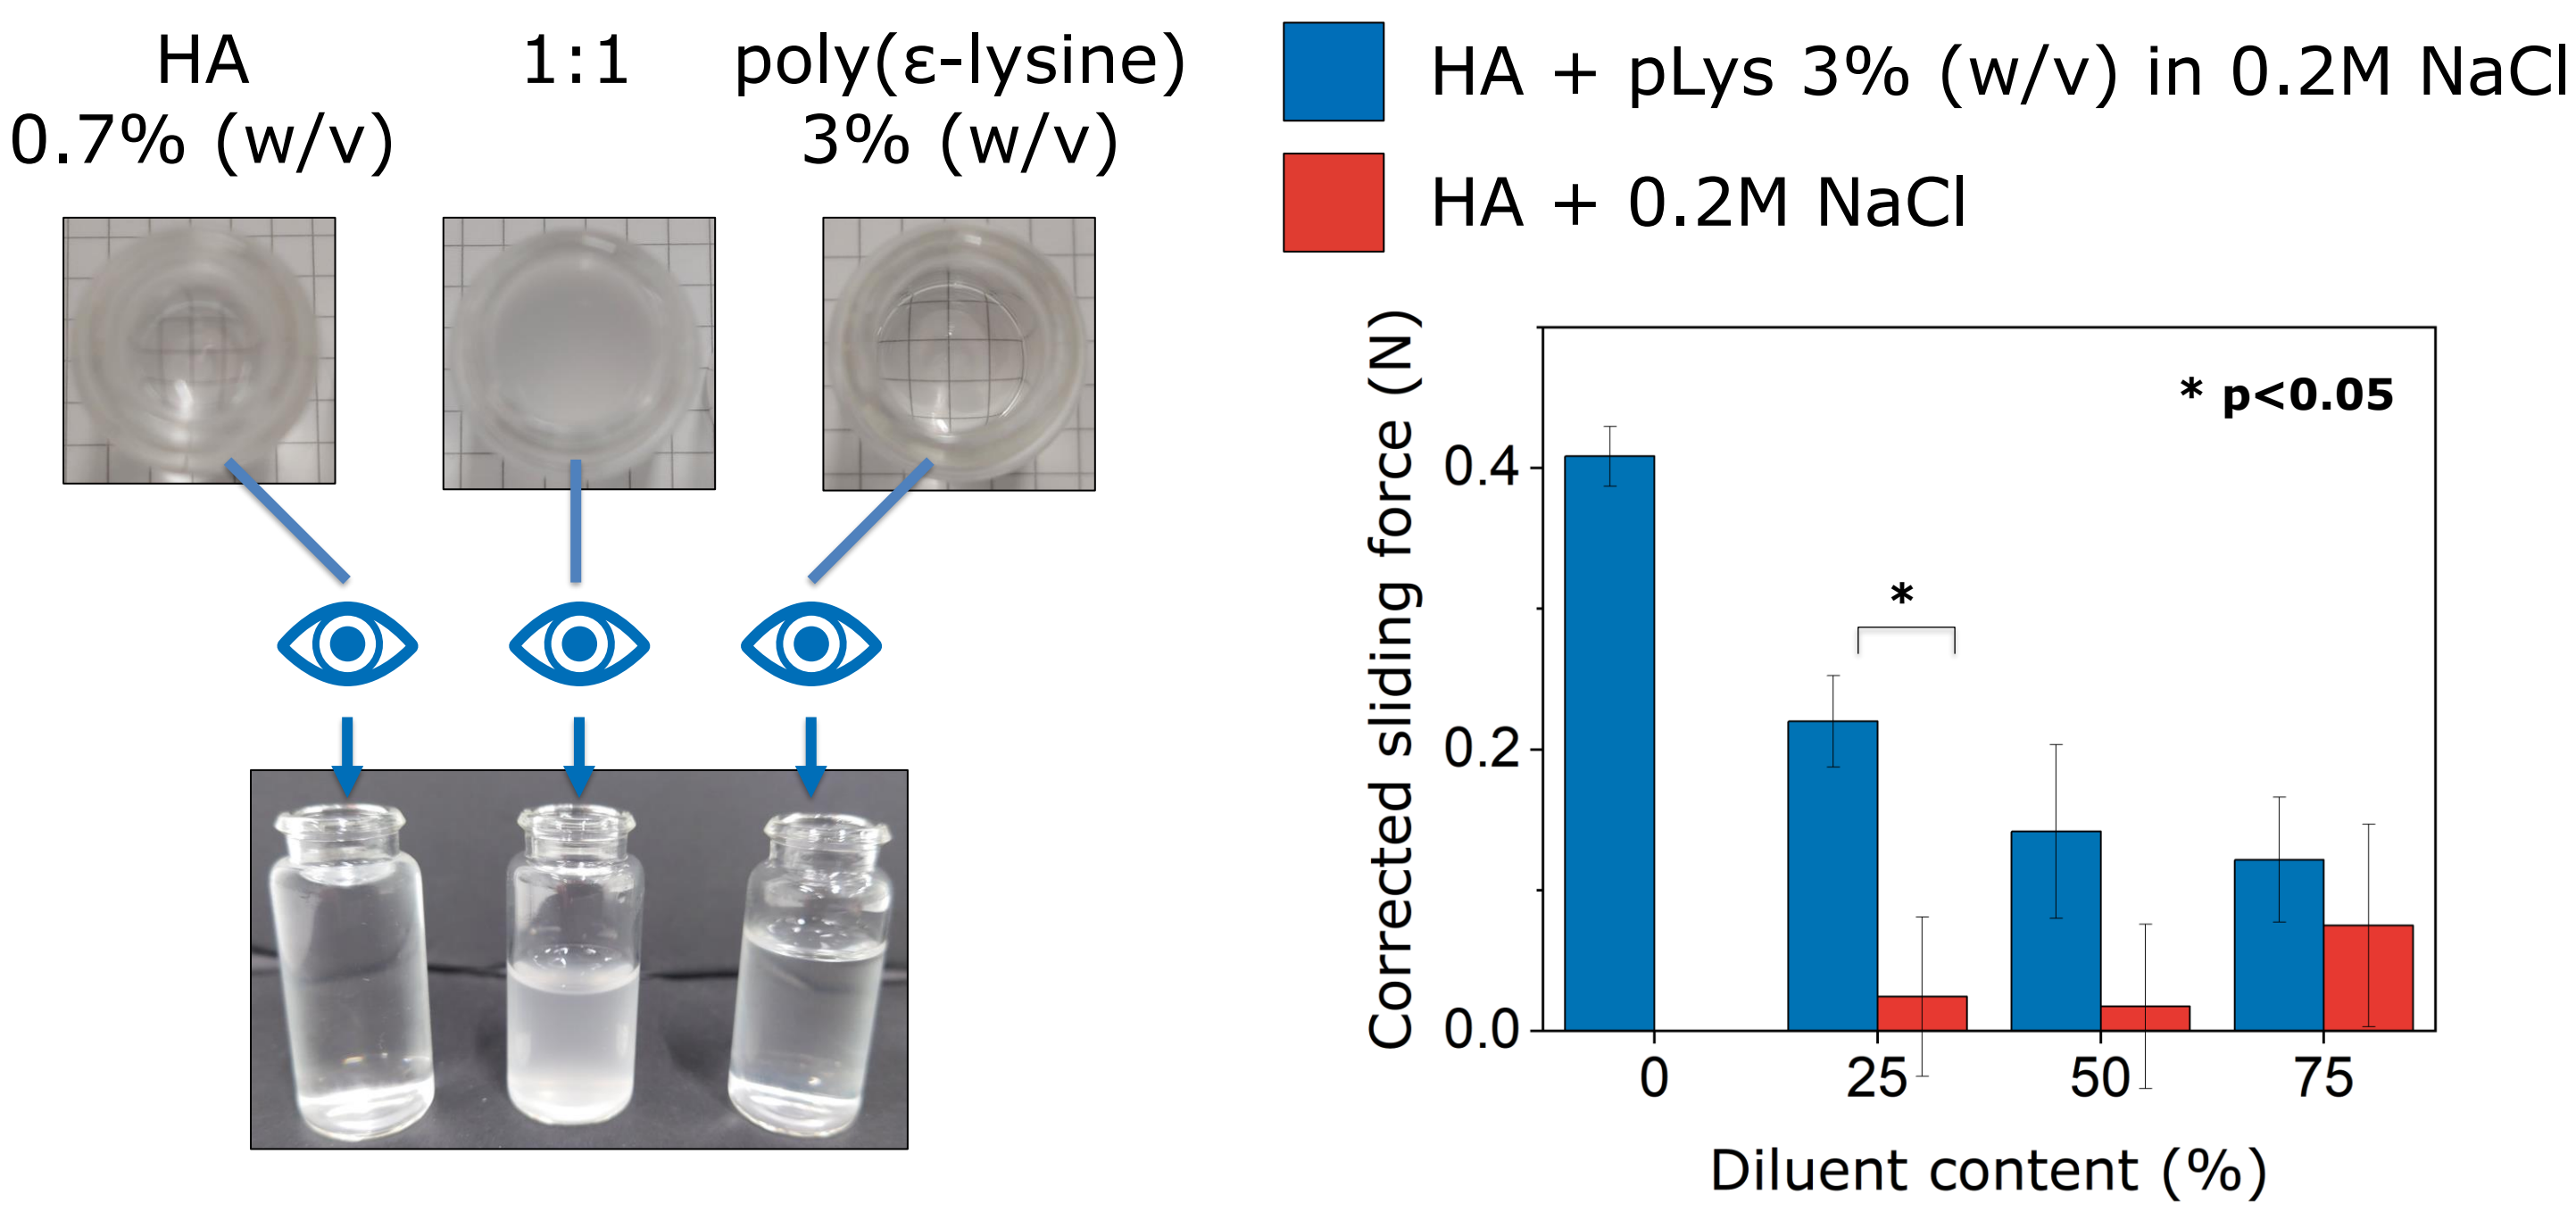 HA
0.7% (w/v)
1:1
poly(ε-lysine)
3% (w/v)
HA + pLys 3% (w/v) in 0.2M NaCl
HA + 0.2M NaCl
* p<0.05
*
Corrected sliding force (N)
0.4
0.2
0.0
0
25
50
75
Diluent content (%)